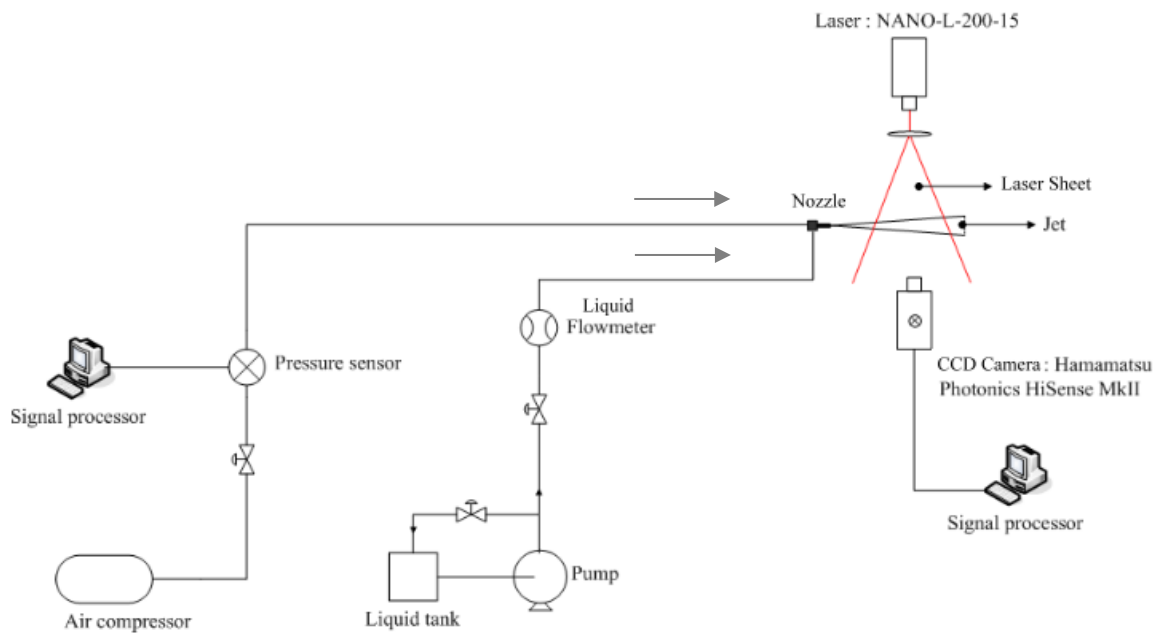 Laser : NANO-L-200-15
Laser Sheet
Nozzle
Jet
Liquid
Flowmeter
Pressure sensor
CCD Camera : Hamamatsu
Photonics HiSense MkII
Signal processor
Signal processor
Pump
Liquid tank
Air compressor